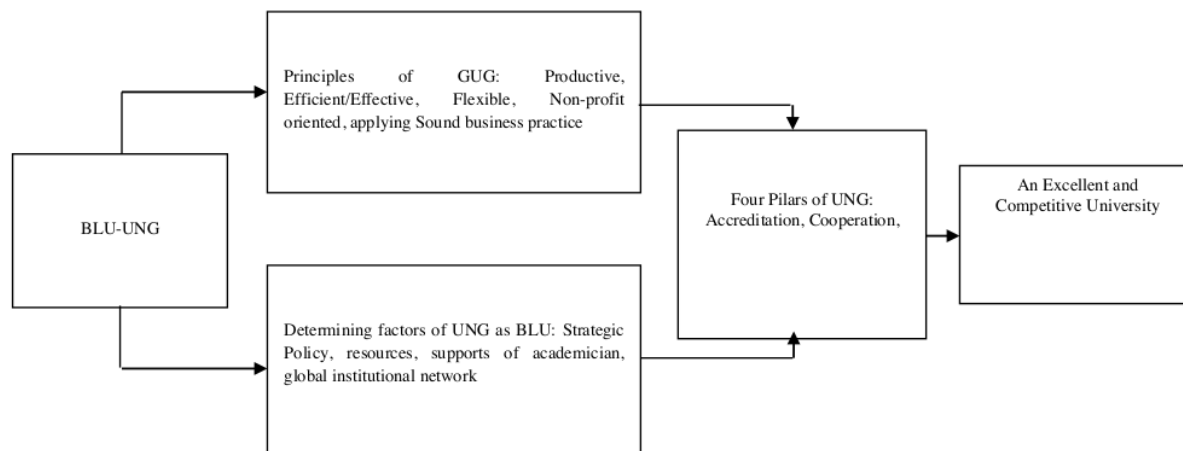 Principles of GUG: Productive,
Efficient/Effective, Flexible, Non-profit
oriented, applying Sound business practice
BLU-UNG
Determining factors of UNG as BLU: Strategic
Policy, resources, supports of academician,
global institutional network
Four Pilars of UNG:
Accreditation, Cooperation,
An Excellent and
Competitive University